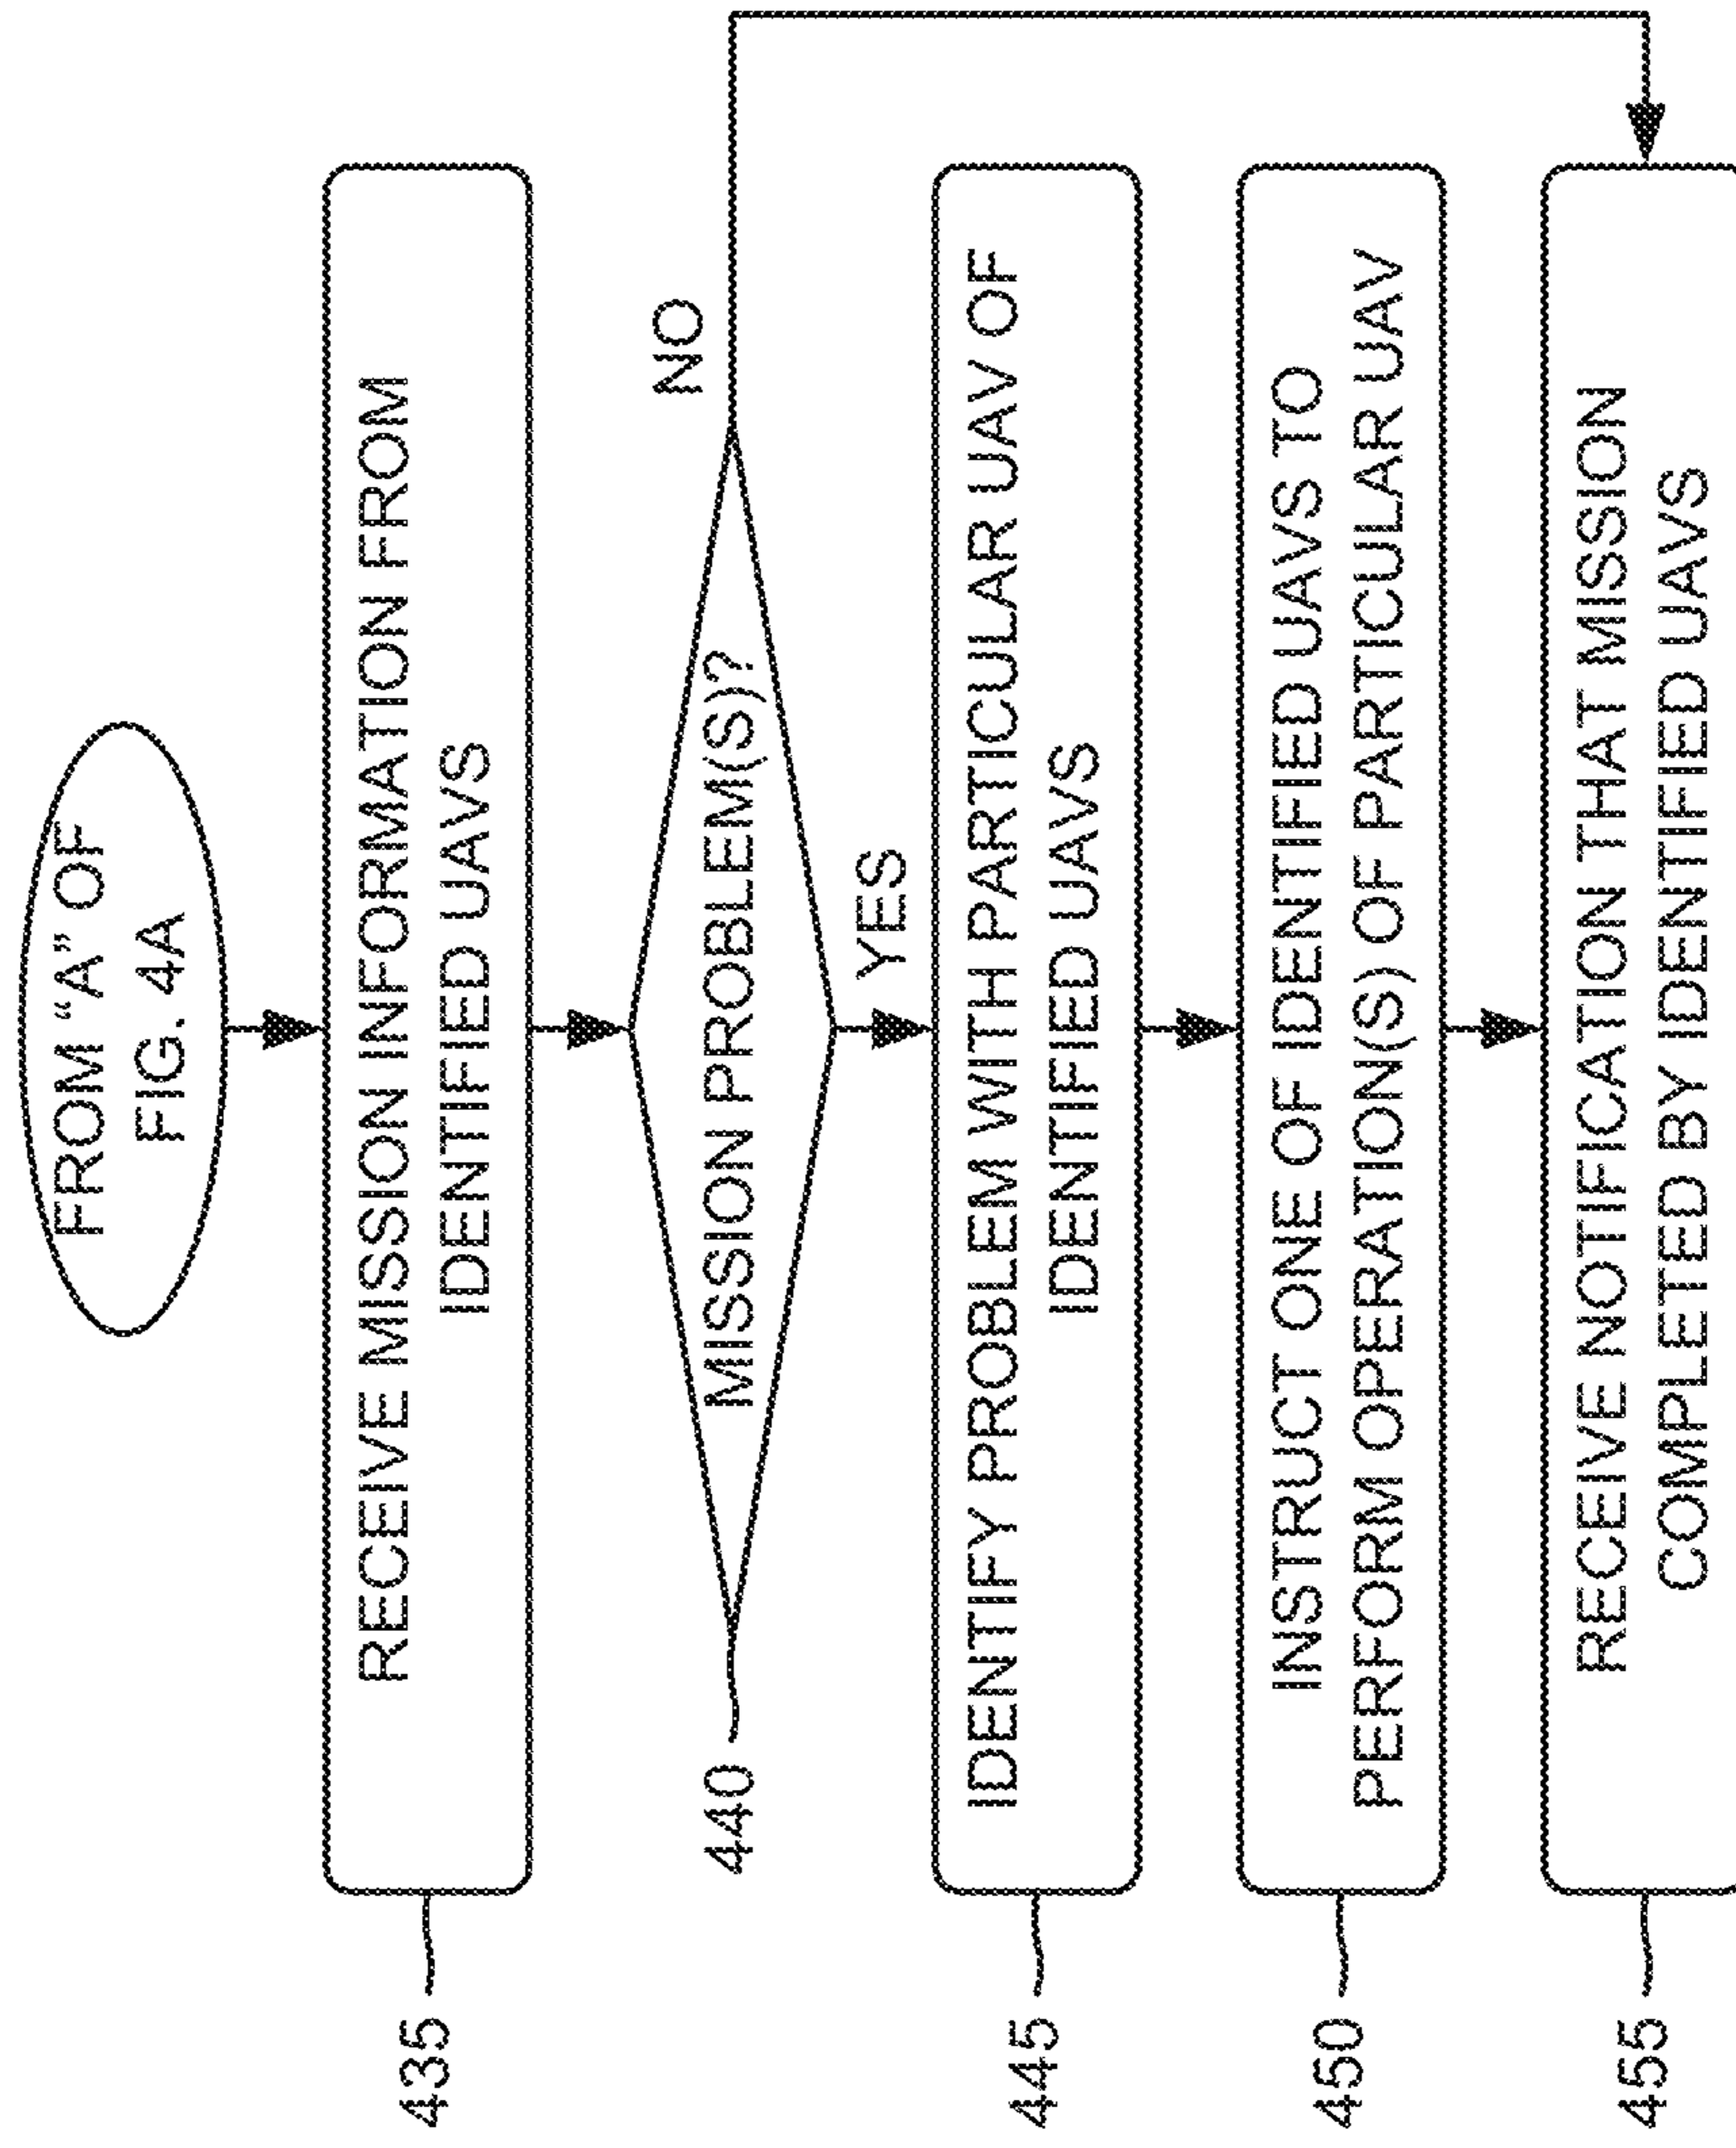 FROM “A” OF
FIG. 4A
435
RECEIVE MISSION INFORMATION FROM
IDENTIFIED UAVS
440
MISSION PROBLEM(S)?
NO
YES
445
IDENTIFY PROBLEM WITH PARTICULAR UAV OF
IDENTIFIED UAVS
450
INSTRUCT ONE OF IDENTIFIED UAVS TO
PERFORM OPERATION(S) OF PARTICULAR UAV
455
RECEIVE NOTIFICATION THAT MISSION
COMPLETED BY IDENTIFIED UAVS